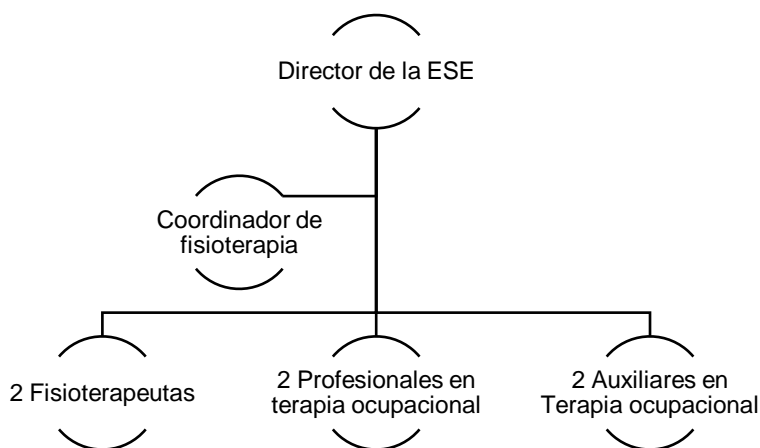 Director de la ESE
Coordinador de
fisioterapia
2 Fisioterapeutas
2 Profesionales en
terapia ocupacional
2 Auxiliares en
Terapia ocupacional